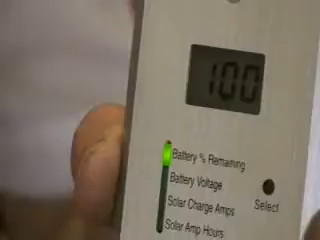 100
Battery % Remaining
Battery Voltage
Solar Charge Amps
Select
Solar Amp Hours